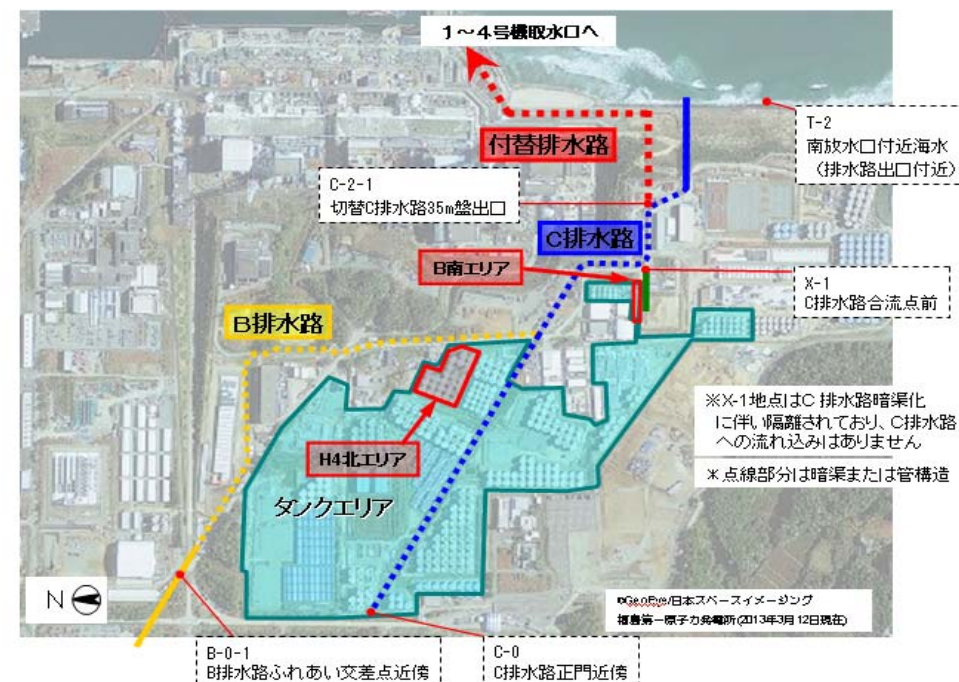 1～4号機取水口へ
付替排水路
T-2
南放水口付近海水
（排水路出口付近）
C-2-1
切替C排水路35m盤出口
C排水路
B南エリア
X-1
C排水路合流点前
B排水路
※X-1地点はC排水路暗渠化
に伴い隔離されており、C排水路
への流れ込みはありません
H4北エリア
＊点線部分は暗渠または管構造
タンクエリア
N
©GeoEye/日本スペースイメージング
福島第一原子力発電所(2013年3月12日現在)
B-0-1
B排水路ふれあい交差点近傍
C-0
C排水路正門近傍